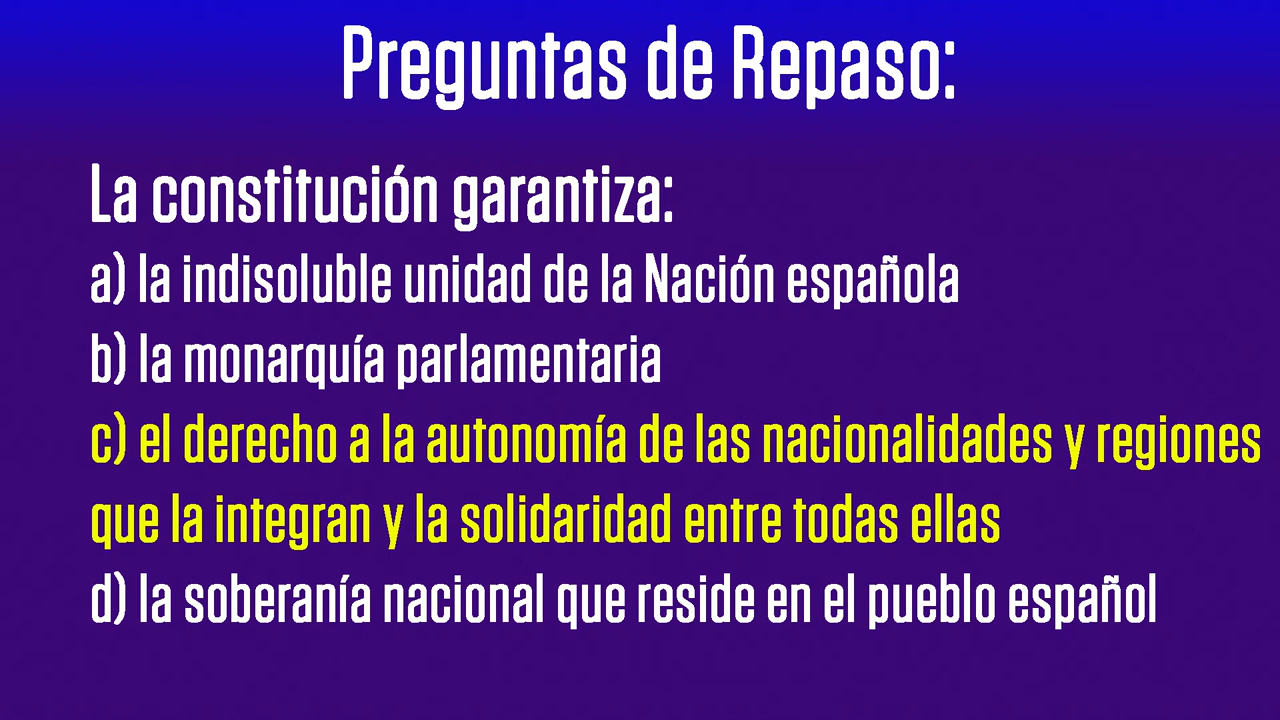 Preguntas de Repaso:
La constitución garantiza:
a) la indisoluble unidad de la Nación española
b) la monarquía parlamentaria
c) el derecho a la autonomía de las nacionalidades y regiones
que la integran y la solidaridad entre todas ellas
d) la soberanía nacional que reside en el pueblo español